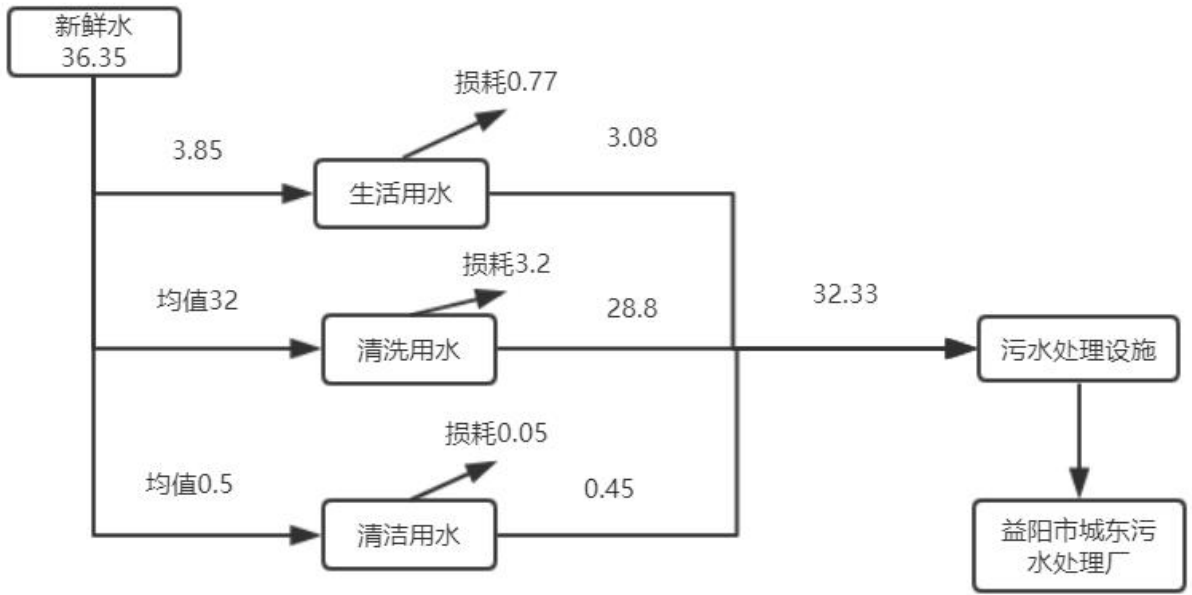 新鲜水
36.35
损耗0.77
3.85
3.08
生活用水
损耗3.2
均值32
28.8
32.33
清洗用水
污水处理设施
损耗0.05
均值0.5
0.45
清洁用水
益阳市城东污
水处理厂